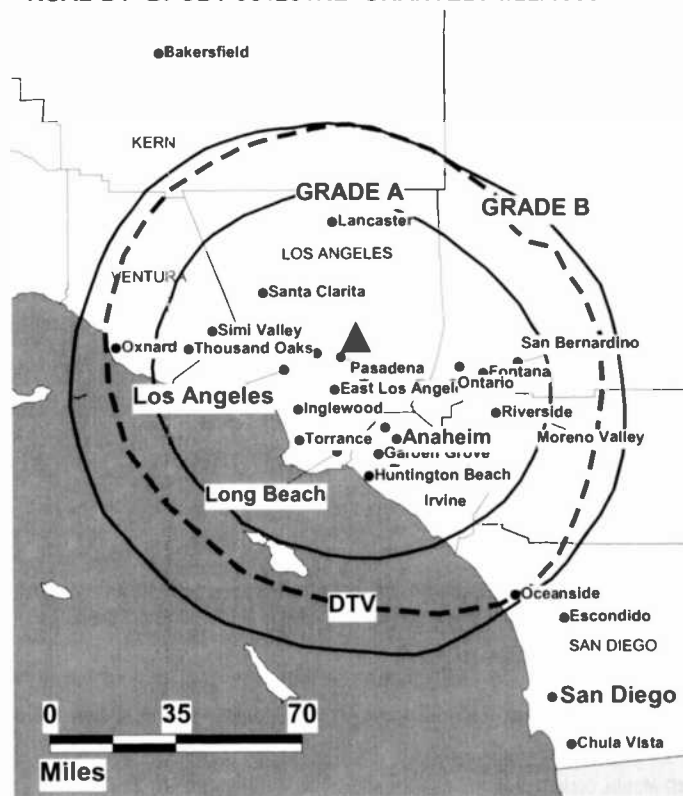 Bakersfield
KERN
GRADE A
GRADE B
Lancaster
LOS ANGELES
VENTURA
Santa Clarita
Simi Valley
San Bernardino
Oxnard
Thousand Oaks
Pasadena
Fontana
Ontario
Los Angeles
East Los Angele
Inglewood
Riverside
Torrance
Anaheim
Moreno Valley
Garden Grove
Long Beach
Huntington Beach
Irvine
DTV
Oceanside
Escondido
SAN DIEGO
San Diego
0 35 70
Chula Vista
Miles